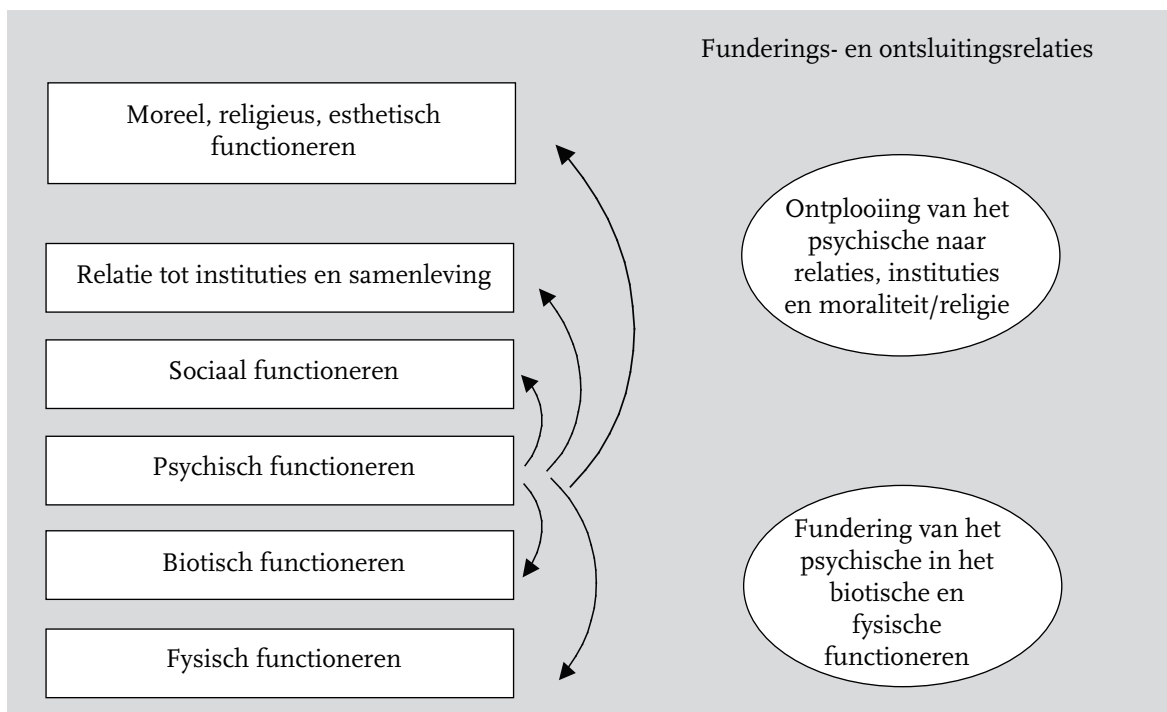 Funderings- en ontsluitingsrelaties
Moreel, religieus, esthetisch
functioneren
Relatie tot instituties en samenleving
Sociaal functioneren
Psychisch functioneren
Biotisch functioneren
Fysisch functioneren
Ontplooiing van het
psychische naar
relaties, instituties
en moraliteit/religie
Fundering van het
psychische in het
biotische en
fysische
functioneren